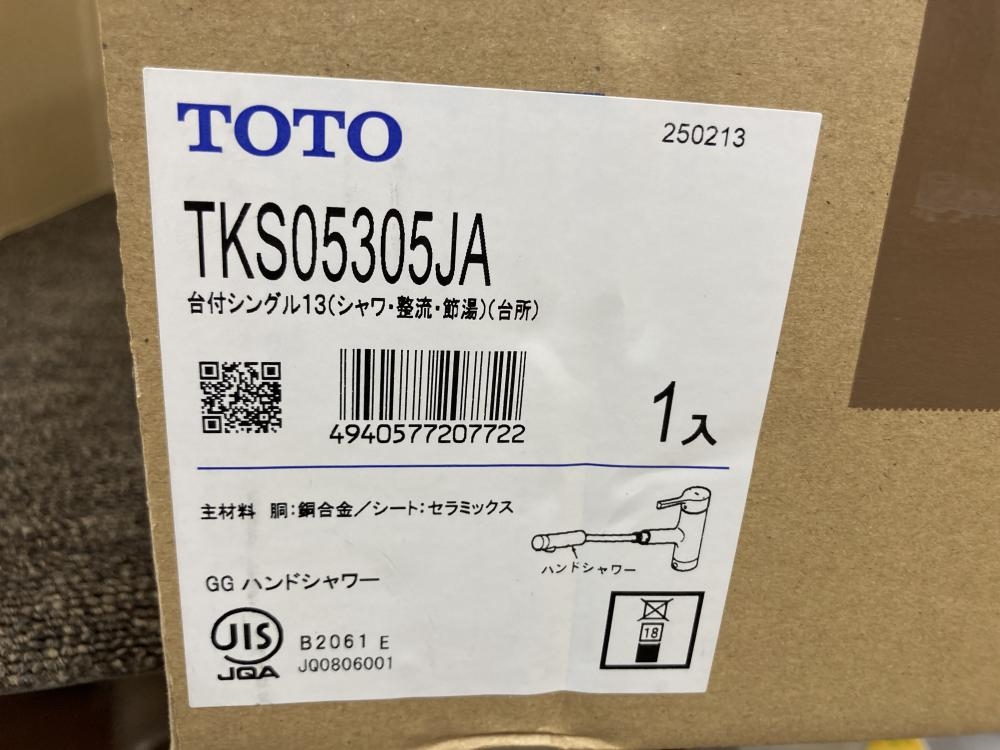 TOTO
250213
TKS05305JA
台付シングル13(シャワ・整流・節湯)(台所)
4940577207722
1入
主材料 胴:銅合金/シート:セラミックス
ハンドシャワー
GG ハンドシャワー
JIS
B2061 E
JQA
JQ0806001
18